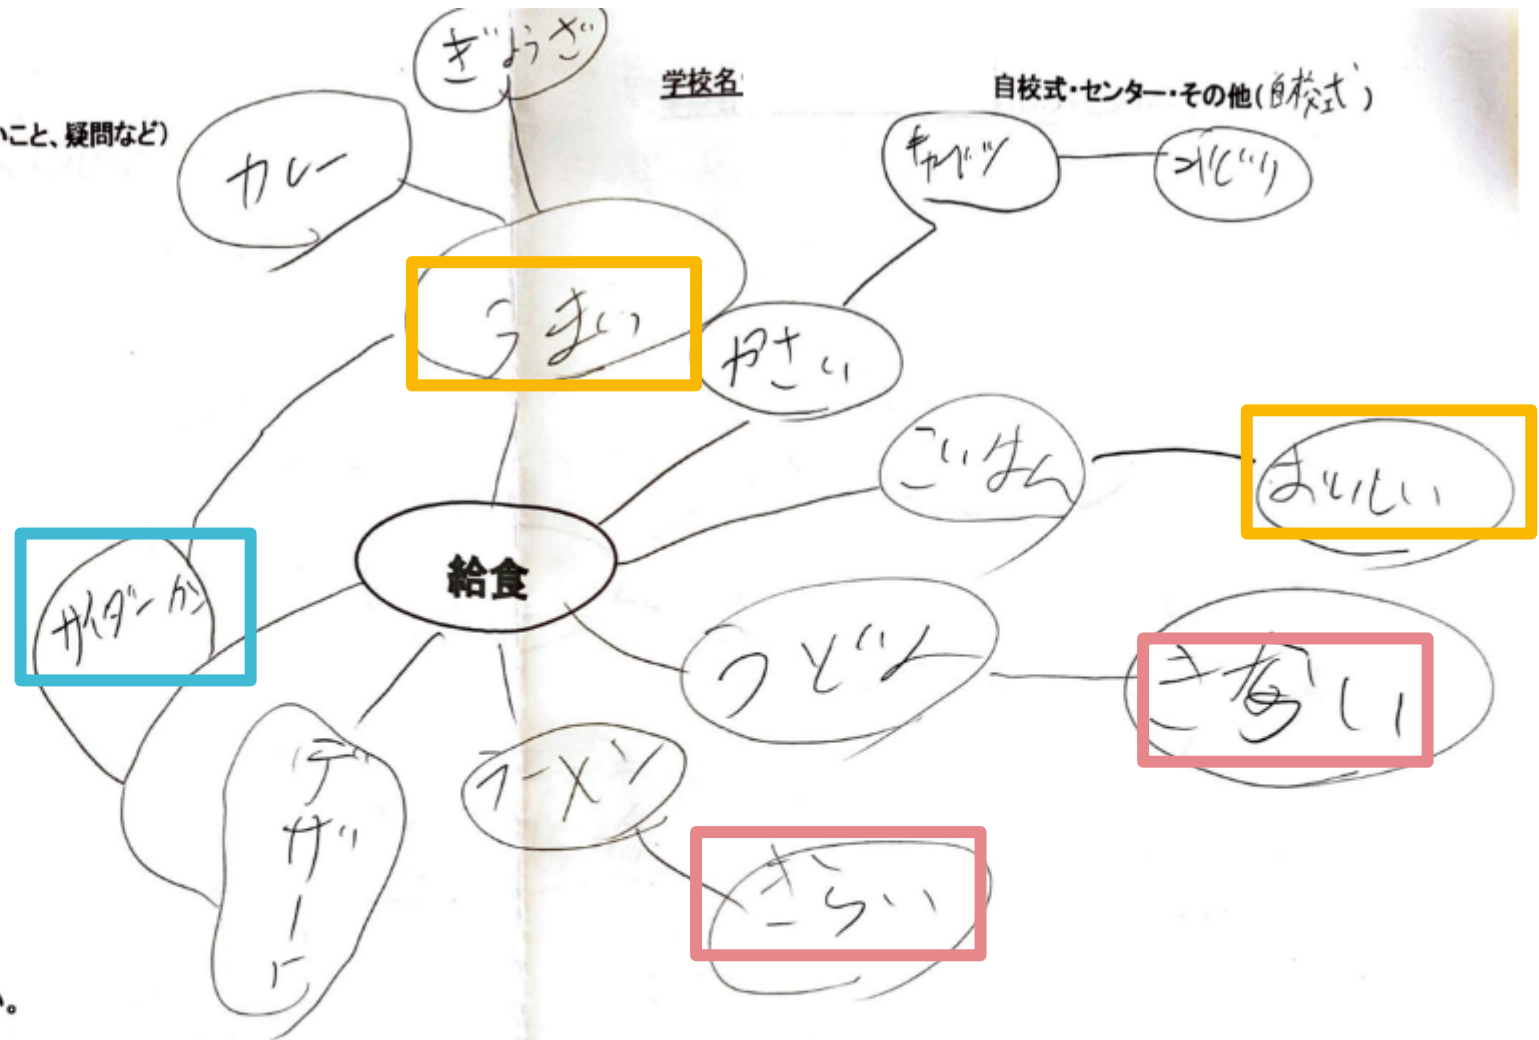 ぎょうざ
学校名
自校式・センター・その他(自校式)
いこと、疑問など)
カレー
キャベツ
うまい
やさい
ごはん
おいしい
給食
サイダーかん
うどん
きらい
デザート
ラーメン
きらい
い。